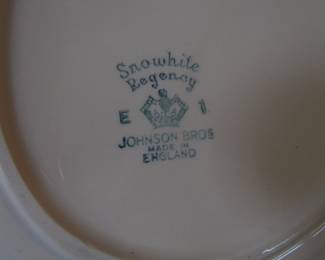 Snowhite
Regency
E 1
JOHNSON BROS
MADE IN
ENGLAND